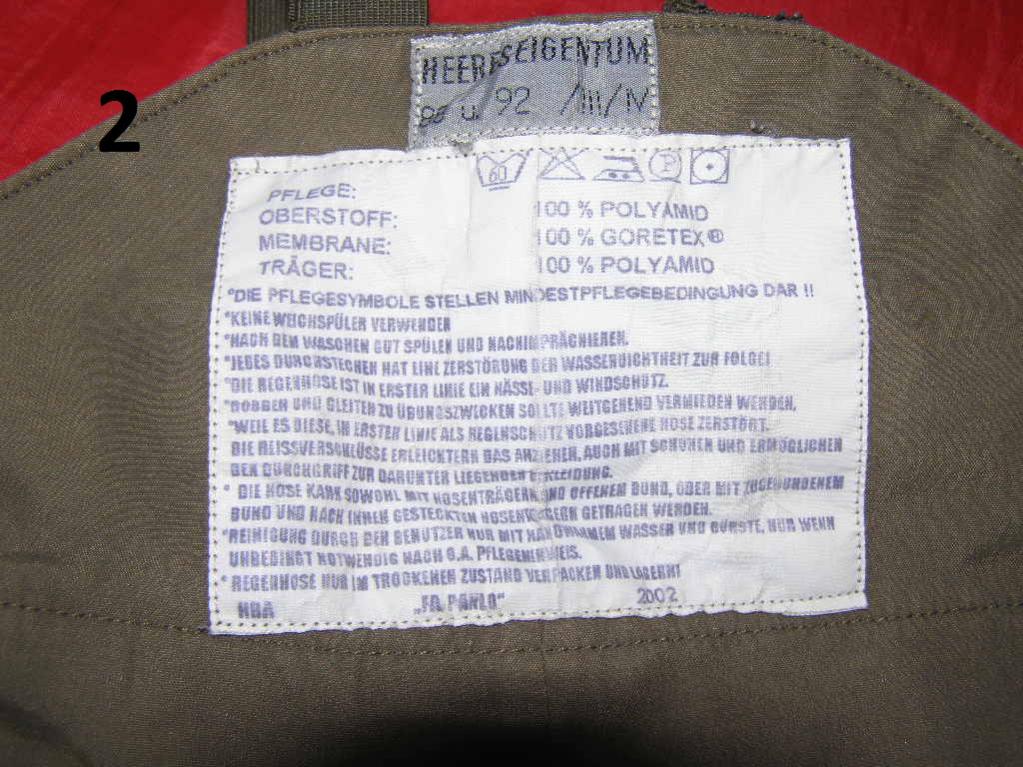 2
HEERESEIGENTUM
88 u. 92 /III/IV
60 P
PFLEGE:
OBERSTOFF: 100 % POLYAMID
MEMBRANE: 100 % GORETEX®
TRÄGER: 100 % POLYAMID
*DIE PFLEGESYMBOLE STELLEN MINDESTPFLEGEBEDINGUNG DAR !!
*KEINE WEICHSPÜLER VERWENDEN
*NACH DEM WASCHEN GUT SPÜLEN UND NACHIMPRÄGNIEREN.
*JEDES DURCHSTECHEN HAT EINE ZERSTÖRUNG DER WASSERDICHTHEIT ZUR FOLGE!
*DIE REGENHOSE IST IN ERSTER LINIE EIN NÄSSE- UND WINDSCHUTZ.
*ROBBEN UND GLEITEN ZU ÜBUNGSZWECKEN SOLLTE WEITGEHEND VERMIEDEN WERDEN,
*WEIL ES DIESE, IN ERSTER LINIE ALS REGENSCHUTZ VORGESEHENE HOSE ZERSTÖRT.
DIE REISSVERSCHLÜSSE ERLEICHTERN DAS ANZIEHEN, AUCH MIT SCHUHEN UND ERMÖGLICHEN
DEN DURCHGRIFF ZUR DARUNTER LIEGENDEN BEKLEIDUNG.
* DIE HOSE KANN SOWOHL MIT HOSENTRÄGERN UND OFFENEM BUND, ODER MIT ZUGEBUNDENEM
BUND UND NACH INNEN GESTECKTEN HOSENTRÄGERN GETRAGEN WERDEN.
*REINIGUNG DURCH DEN BENUTZER NUR MIT HANDWARMEM WASSER UND BÜRSTE, NUR WENN
UNBEDINGT NOTWENDIG NACH O.A. PFLEGEHINWEIS.
* REGENHOSE NUR IM TROCKENEN ZUSTAND VERPACKEN UND LAGERN!
HBA „FA. PAWLO" 2002